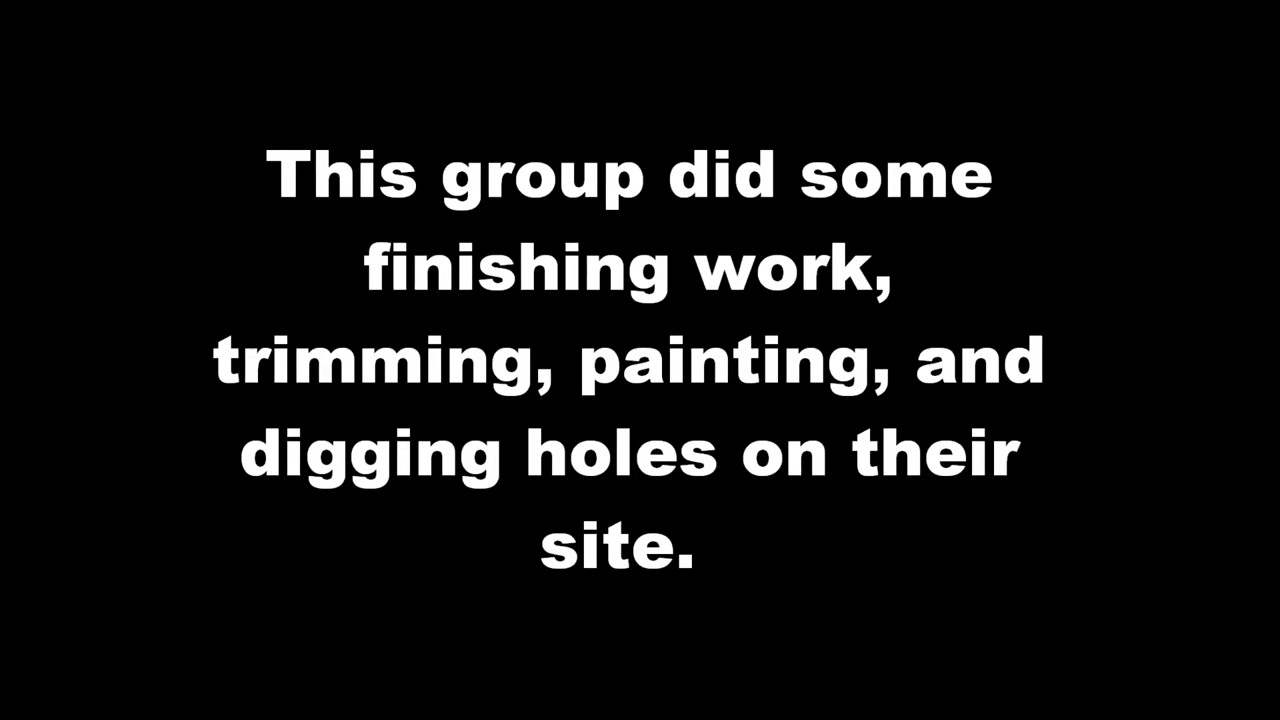 This group did some
finishing work,
trimming, painting, and
digging holes on their
site.